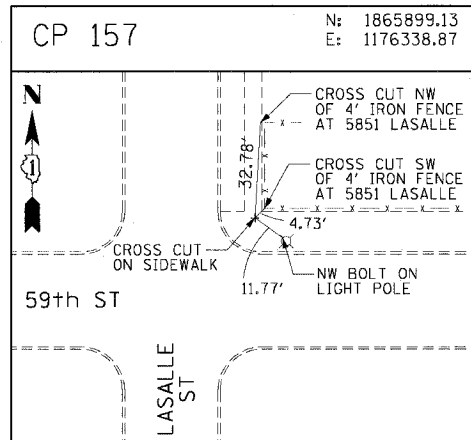 CP 157
N: 1865899.13
E: 1176338.87
N
1
CROSS CUT NW
OF 4' IRON FENCE
AT 5851 LASALLE
32.78'
CROSS CUT SW
OF 4' IRON FENCE
AT 5851 LASALLE
4.73'
CROSS CUT
ON SIDEWALK
NW BOLT ON
LIGHT POLE
11.77'
59th ST
LASALLE
ST